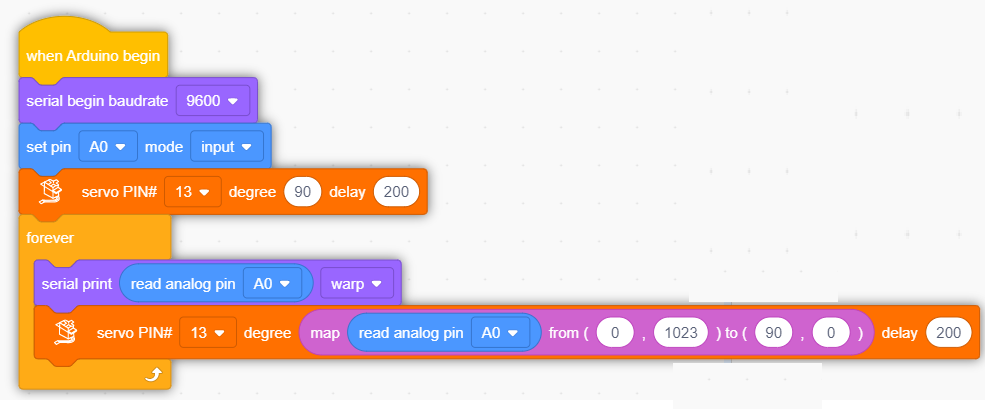 when Arduino begin
serial begin baudrate 9600
set pin A0 mode input
servo PIN# 13 degree 90 delay 200
forever
serial print read analog pin A0 warp
servo PIN# 13 degree map read analog pin A0 from ( 0 , 1023 ) to ( 90 , 0 ) delay 200